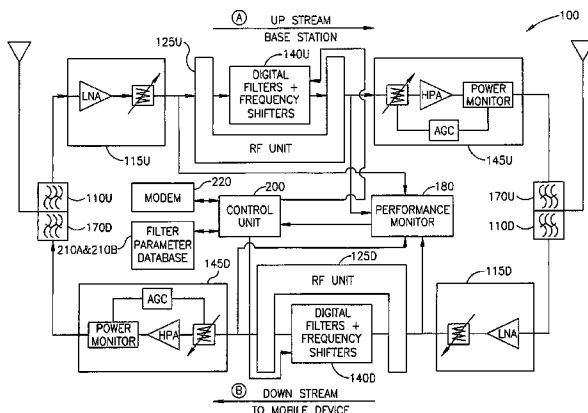 A UP STREAM
BASE STATION
100
125U
140U
LNA
115U
DIGITAL
FILTERS +
FREQUENCY
SHIFTERS
RF UNIT
HPA
POWER
MONITOR
AGC
145U
110U
170D
MODEM
220
200
CONTROL
UNIT
180
PERFORMANCE
MONITOR
170U
110D
FILTER
PARAMETER
DATABASE
210A&210B
145D
AGC
POWER
MONITOR
HPA
125D
RF UNIT
DIGITAL
FILTERS +
FREQUENCY
SHIFTERS
140D
115D
LNA
B DOWN STREAM
TO MOBILE DEVICE